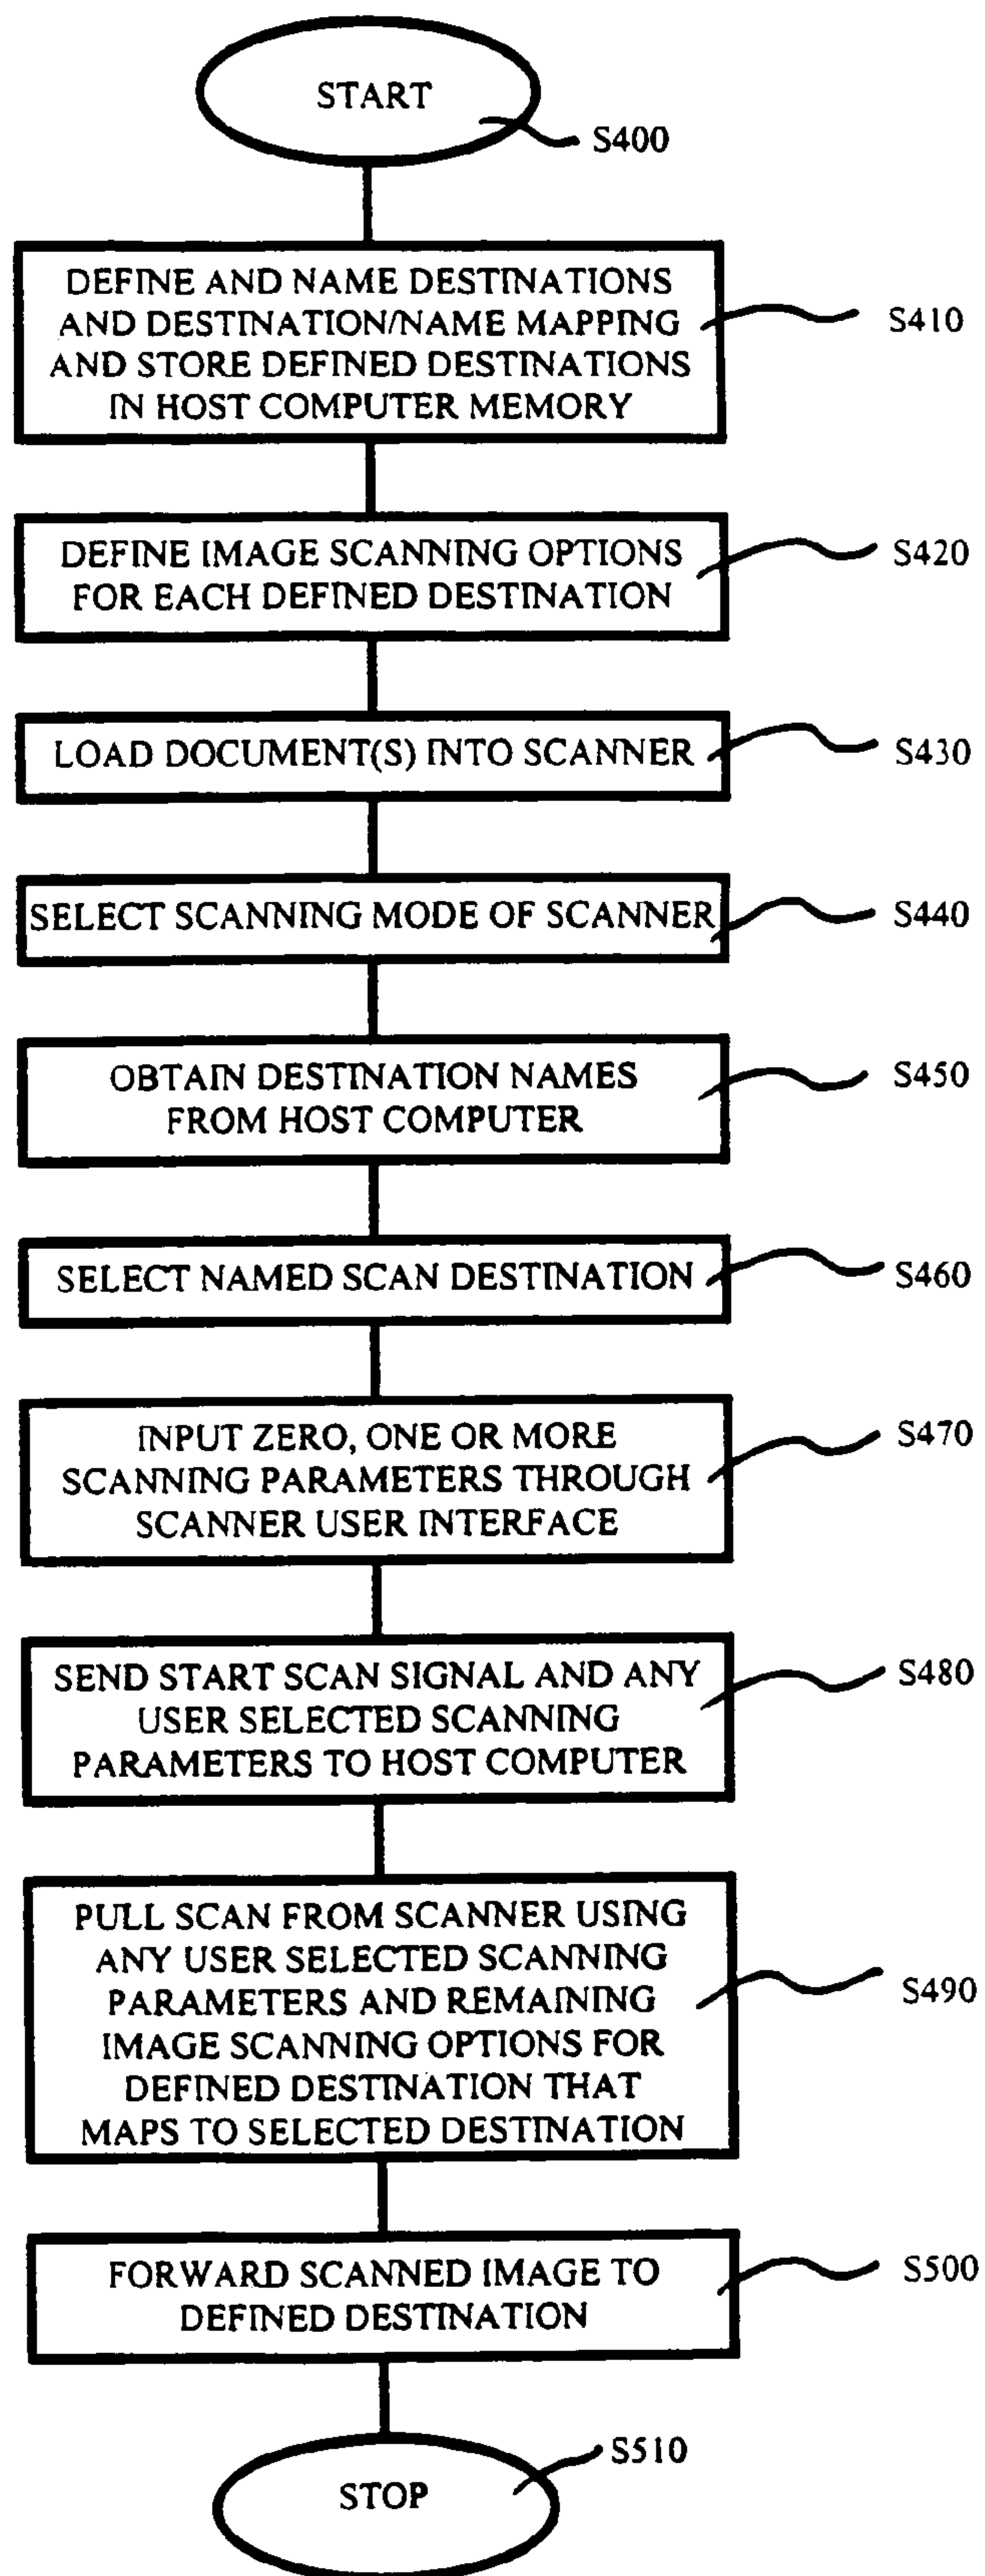 START
S400
DEFINE AND NAME DESTINATIONS
AND DESTINATION/NAME MAPPING
AND STORE DEFINED DESTINATIONS
IN HOST COMPUTER MEMORY
S410
DEFINE IMAGE SCANNING OPTIONS
FOR EACH DEFINED DESTINATION
S420
LOAD DOCUMENT(S) INTO SCANNER
S430
SELECT SCANNING MODE OF SCANNER
S440
OBTAIN DESTINATION NAMES
FROM HOST COMPUTER
S450
SELECT NAMED SCAN DESTINATION
S460
INPUT ZERO, ONE OR MORE
SCANNING PARAMETERS THROUGH
SCANNER USER INTERFACE
S470
SEND START SCAN SIGNAL AND ANY
USER SELECTED SCANNING
PARAMETERS TO HOST COMPUTER
S480
PULL SCAN FROM SCANNER USING
ANY USER SELECTED SCANNING
PARAMETERS AND REMAINING
IMAGE SCANNING OPTIONS FOR
DEFINED DESTINATION THAT
MAPS TO SELECTED DESTINATION
S490
FORWARD SCANNED IMAGE TO
DEFINED DESTINATION
S500
STOP
S510